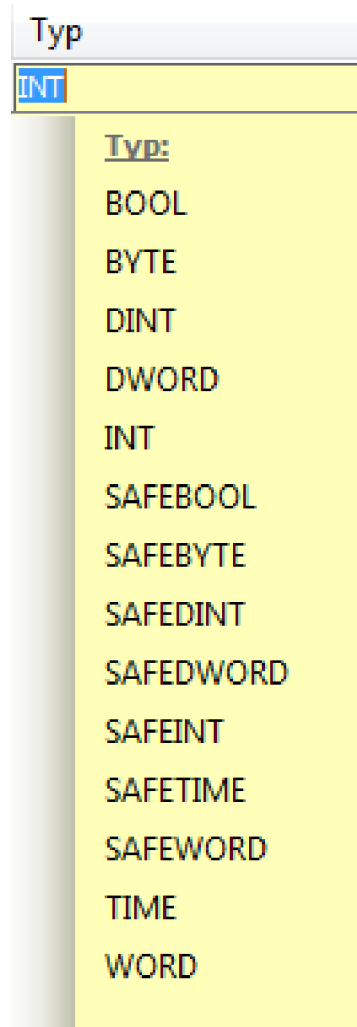 Typ
INT
Typ:
BOOL
BYTE
DINT
DWORD
INT
SAFEBOOL
SAFEBYTE
SAFEDINT
SAFEDWORD
SAFEINT
SAFETIME
SAFEWORD
TIME
WORD